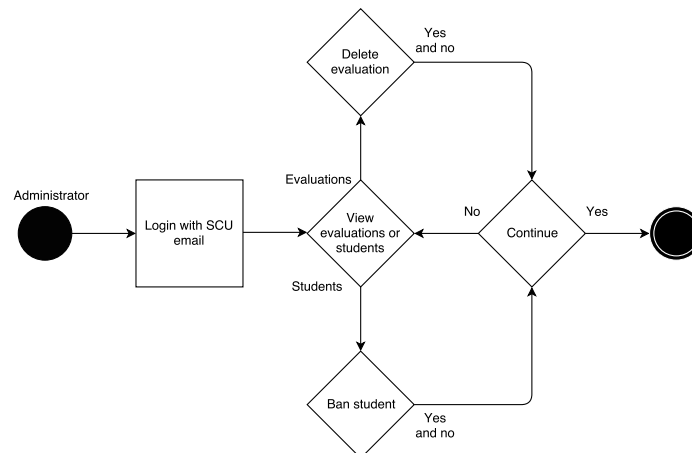 Yes
and no
Delete
evaluation
Evaluations
Administrator
Login with SCU
email
View
evaluations or
students
No
Continue
Yes
Students
Ban student
Yes
and no